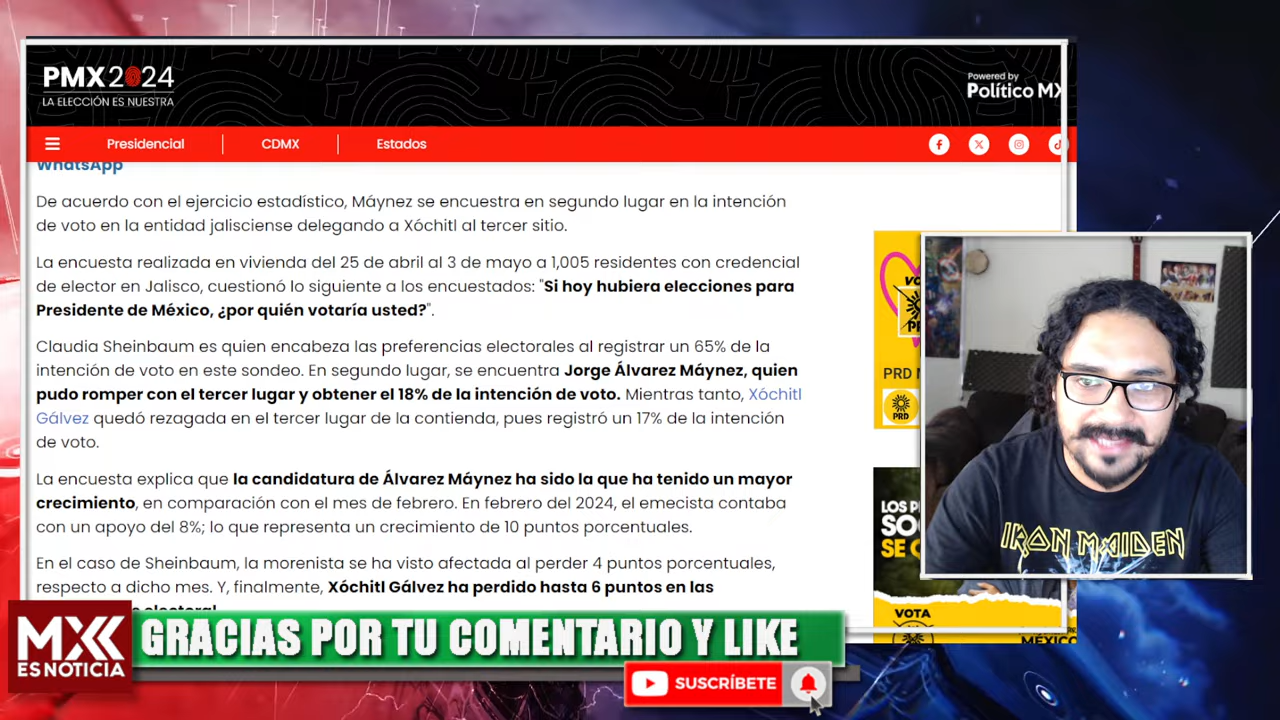 PMX2024
LA ELECCIÓN ES NUESTRA
Powered by
Político MX
Presidencial
CDMX
Estados
WhatsApp
De acuerdo con el ejercicio estadístico, Máynez se encuentra en segundo lugar en la intención
de voto en la entidad jalisciense delegando a Xóchitl al tercer sitio.
La encuesta realizada en vivienda del 25 de abril al 3 de mayo a 1,005 residentes con credencial
de elector en Jalisco, cuestionó lo siguiente a los encuestados: "Si hoy hubiera elecciones para
Presidente de México, ¿por quién votaría usted?".
Claudia Sheinbaum es quien encabeza las preferencias electorales al registrar un 65% de la
intención de voto en este sondeo. En segundo lugar, se encuentra Jorge Álvarez Máynez, quien
pudo romper con el tercer lugar y obtener el 18% de la intención de voto. Mientras tanto, Xóchitl
Gálvez quedó rezagada en el tercer lugar de la contienda, pues registró un 17% de la intención
de voto.
La encuesta explica que la candidatura de Álvarez Máynez ha sido la que ha tenido un mayor
crecimiento, en comparación con el mes de febrero. En febrero del 2024, el emecista contaba
con un apoyo del 8%; lo que representa un crecimiento de 10 puntos porcentuales.
En el caso de Sheinbaum, la morenista se ha visto afectada al perder 4 puntos porcentuales,
respecto a dicho mes. Y, finalmente, Xóchitl Gálvez ha perdido hasta 6 puntos en las
electoral
VO
PRD
PRD
LOS P
SO
SE
VOTA
MÉXICO
IRON MAIDEN
MX
ES NOTICIA
GRACIAS POR TU COMENTARIO Y LIKE
SUSCRÍBETE